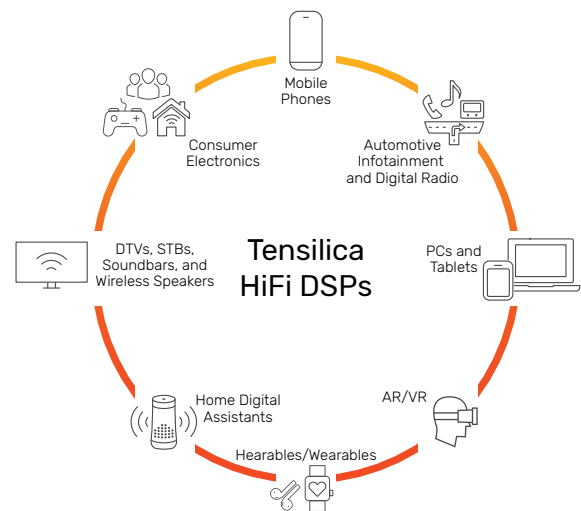 Mobile
Phones
Automotive
Infotainment
and Digital Radio
PCs and
Tablets
AR/VR
Hearables/Wearables
Home Digital
Assistants
DTVs, STBs,
Soundbars, and
Wireless Speakers
Consumer
Electronics
Tensilica
HiFi DSPs